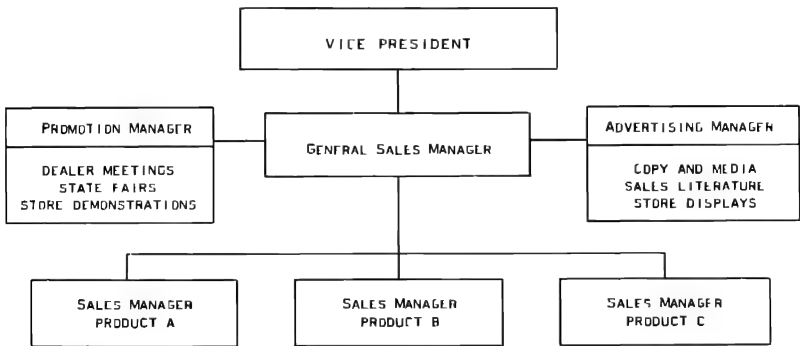 VICE PRESIDENT
PROMOTION MANAGER
DEALER MEETINGS
STATE FAIRS
STORE DEMONSTRATIONS
GENERAL SALES MANAGER
ADVERTISING MANAGER
COPY AND MEDIA
SALES LITERATURE
STORE DISPLAYS
SALES MANAGER
PRODUCT A
SALES MANAGER
PRODUCT B
SALES MANAGER
PRODUCT C